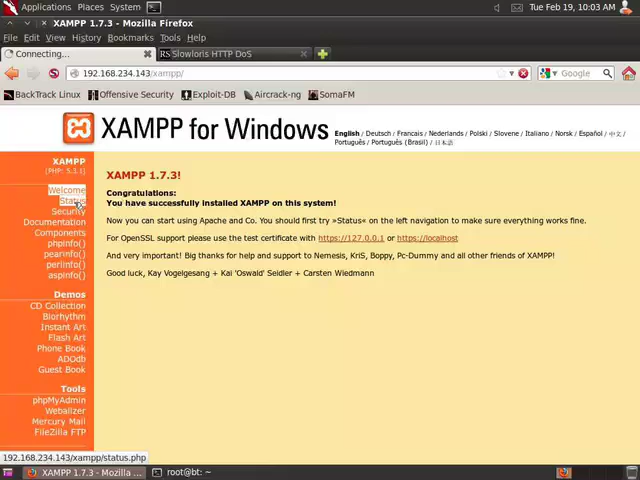 Applications Places System Tue Feb 19, 10:03 AM
XAMPP 1.7.3 - Mozilla Firefox
File Edit View History Bookmarks Tools Help
Connecting... RS Slowloris HTTP DoS
192.168.234.143/xampp/ Google
BackTrack Linux Offensive Security Exploit-DB Aircrack-ng SomaFM
XAMPP for Windows
English / Deutsch / Francais / Nederlands / Polski / Slovene / Italiano / Norsk / Español / 中文 /
Português / Português (Brasil) / 日本語
XAMPP
[PHP: 5.3.1]
Welcome
Status
Security
Documentation
Components
phpinfo()
pearinfo()
perlinfo()
aspinfo()
Demos
CD Collection
Biorhythm
Instant Art
Flash Art
Phone Book
ADOdb
Guest Book
Tools
phpMyAdmin
Webalizer
Mercury Mail
FileZilla FTP
XAMPP 1.7.3!
Congratulations:
You have successfully installed XAMPP on this system!
Now you can start using Apache and Co. You should first try »Status« on the left navigation to make sure everything works fine.
For OpenSSL support please use the test certificate with https://127.0.0.1 or https://localhost
And very important! Big thanks for help and support to Nemesis, KriS, Boppy, Pc-Dummy and all other friends of XAMPP!
Good luck, Kay Vogelgesang + Kai 'Oswald' Seidler + Carsten Wiedmann
192.168.234.143/xampp/status.php
XAMPP 1.7.3 - Mozilla ... root@bt: ~